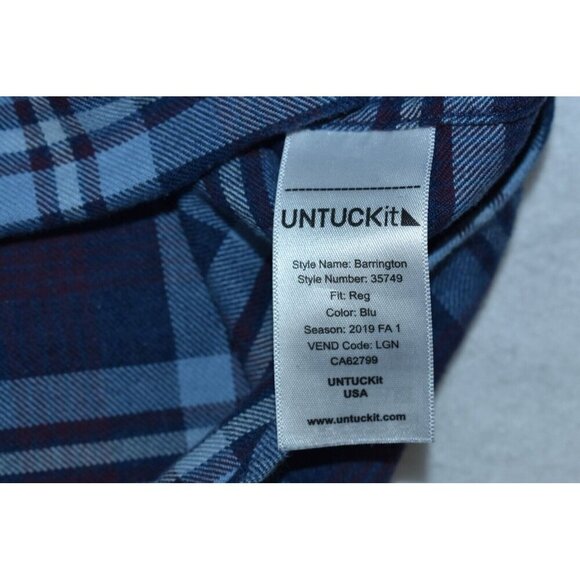 UNTUCKit
Style Name: Barrington
Style Number: 35749
Fit: Reg
Color: Blu
Season: 2019 FA 1
VEND Code: LGN
CA62799
UNTUCKit
USA
www.untuckit.com